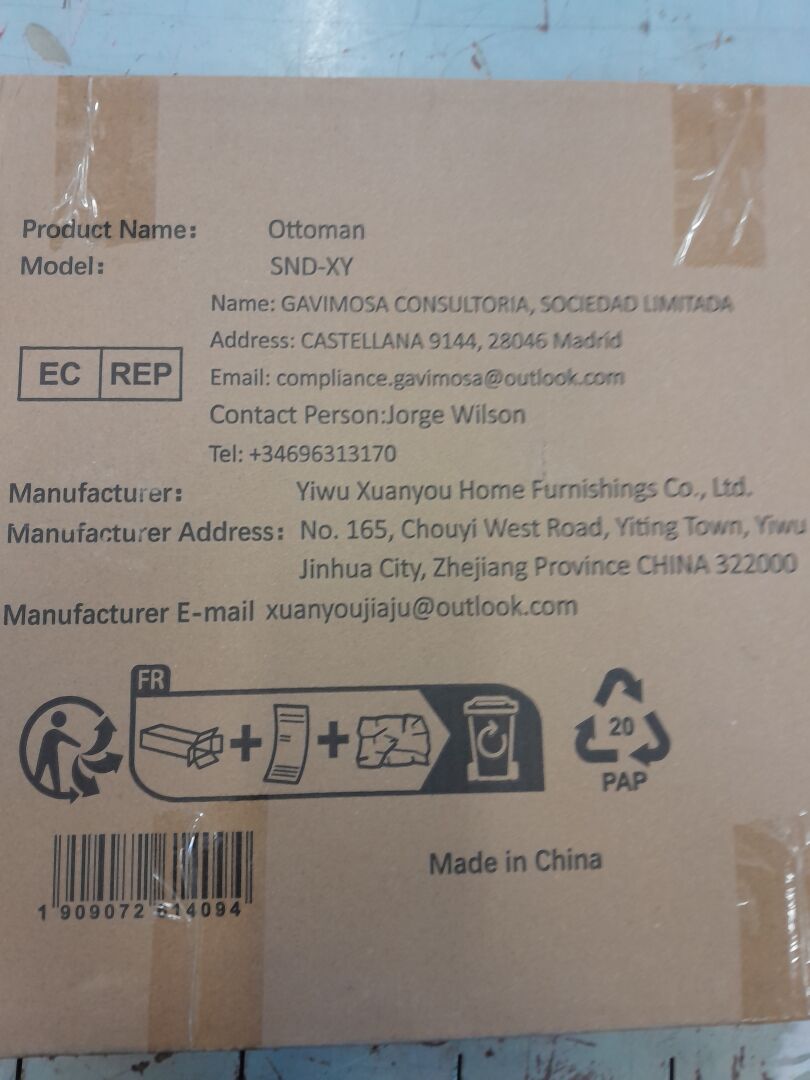 Product Name: Ottoman
Model: SND-XY
Name: GAVIMOSA CONSULTORIA, SOCIEDAD LIMITADA
Address: CASTELLANA 9144, 28046 Madrid
EC REP
Email: compliance.gavimosa@outlook.com
Contact Person:Jorge Wilson
Tel: +34696313170
Manufacturer: Yiwu Xuanyou Home Furnishings Co., Ltd.
Manufacturer Address: No. 165, Chouyi West Road, Yiting Town, Yiwu
Jinhua City, Zhejiang Province CHINA 322000
Manufacturer E-mail xuanyoujiaju@outlook.com
FR
20
PAP
Made in China
1 909072 614094